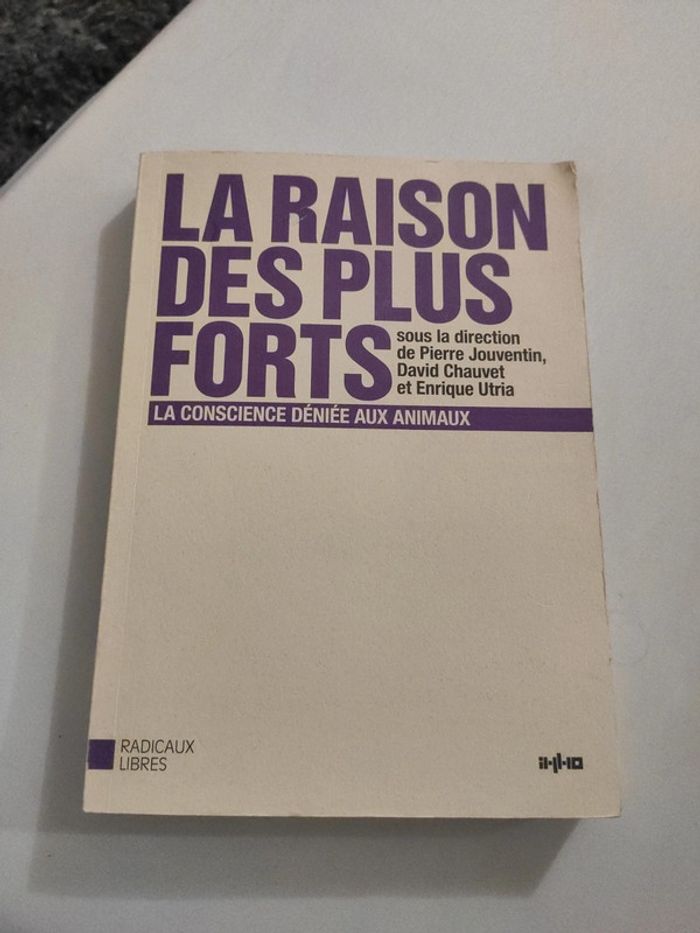 LA RAISON
DES PLUS
FORTS
sous la direction
de Pierre Jouventin,
David Chauvet
et Enrique Utria
LA CONSCIENCE DÉNIÉE AUX ANIMAUX
RADICAUX
LIBRES